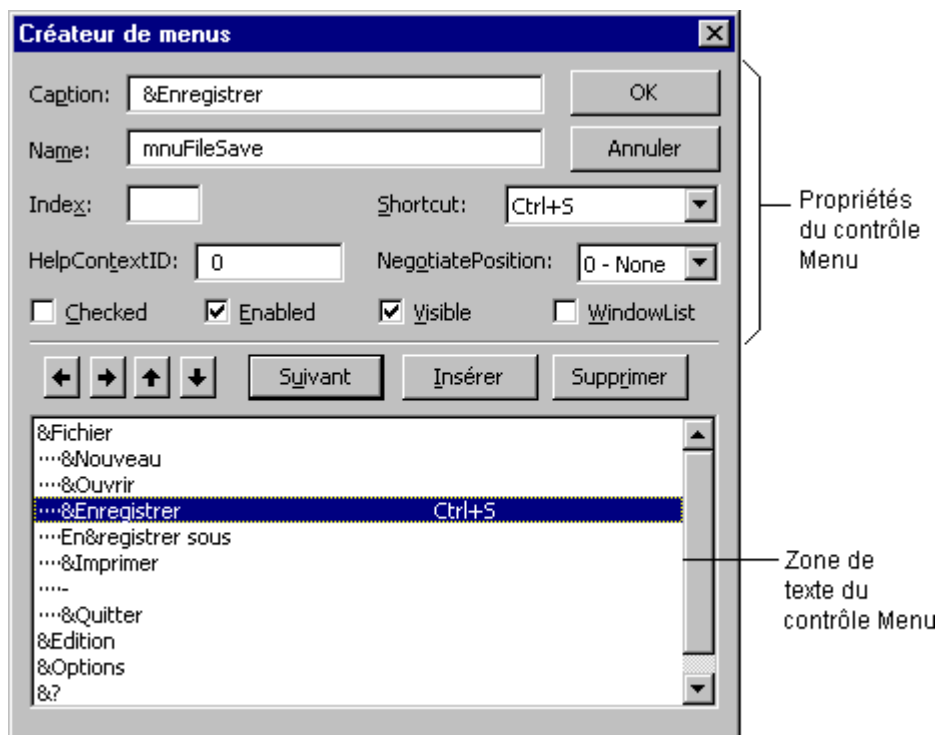 Créateur de menus
Caption: &Enregistrer OK
Name: mnuFileSave Annuler
Index: Shortcut: Ctrl+S
HelpContextID: 0 NegotiatePosition: 0 - None
Checked Enabled Visible WindowList
Propriétés
du contrôle
Menu
Suivant Insérer Supprimer
&Fichier
····&Nouveau
····&Ouvrir
····&Enregistrer Ctrl+S
····En&registrer sous
····&Imprimer
····-
····&Quitter
&Edition
&Options
&?
Zone de
texte du
contrôle Menu